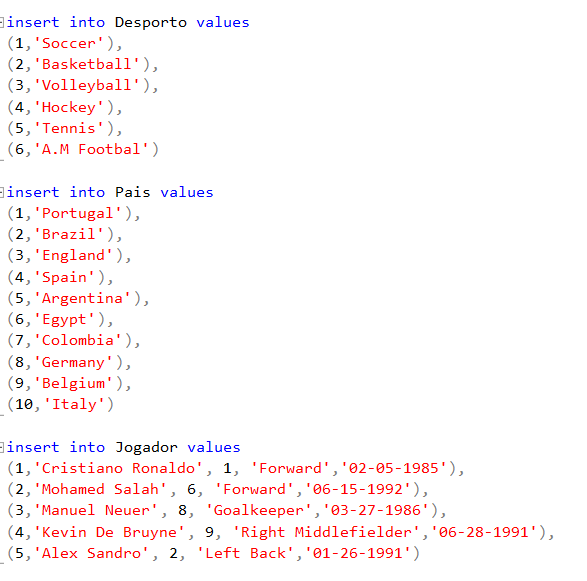 insert into Desporto values
(1,'Soccer'),
(2,'Basketball'),
(3,'Volleyball'),
(4,'Hockey'),
(5,'Tennis'),
(6,'A.M Footbal')
insert into Pais values
(1,'Portugal'),
(2,'Brazil'),
(3,'England'),
(4,'Spain'),
(5,'Argentina'),
(6,'Egypt'),
(7,'Colombia'),
(8,'Germany'),
(9,'Belgium'),
(10,'Italy')
insert into Jogador values
(1,'Cristiano Ronaldo', 1, 'Forward','02-05-1985'),
(2,'Mohamed Salah', 6, 'Forward','06-15-1992'),
(3,'Manuel Neuer', 8, 'Goalkeeper','03-27-1986'),
(4,'Kevin De Bruyne', 9, 'Right Middlefielder','06-28-1991'),
(5,'Alex Sandro', 2, 'Left Back','01-26-1991')